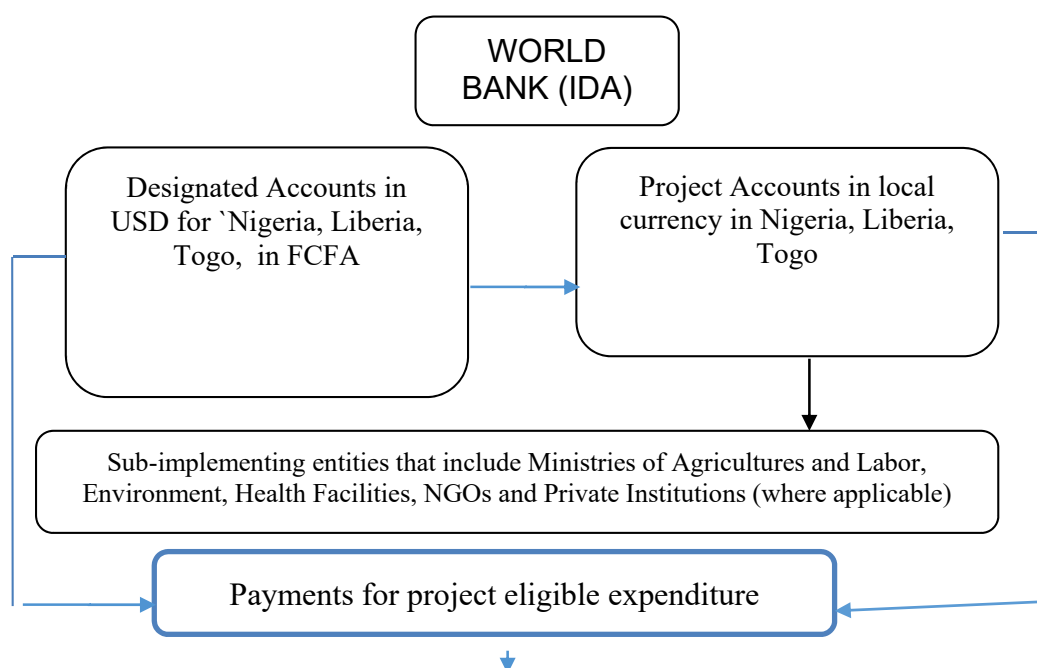 WORLD
BANK (IDA)
Designated Accounts in
USD for `Nigeria, Liberia,
Togo,  in FCFA
Project Accounts in local
currency in Nigeria, Liberia,
Togo
Sub-implementing entities that include Ministries of Agricultures and Labor,
Environment, Health Facilities, NGOs and Private Institutions (where applicable)
Payments for project eligible expenditure